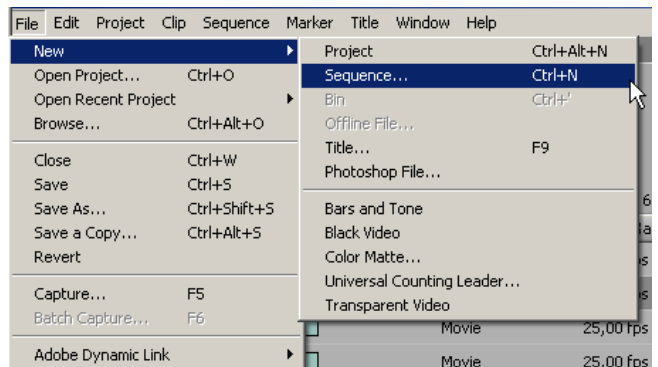 File Edit Project Clip Sequence Marker Title Window Help
New
Open Project... Ctrl+O
Open Recent Project
Browse... Ctrl+Alt+O
Close Ctrl+W
Save Ctrl+S
Save As... Ctrl+Shift+S
Save a Copy... Ctrl+Alt+S
Revert
Capture... F5
Batch Capture... F6
Adobe Dynamic Link
Project Ctrl+Alt+N
Sequence... Ctrl+N
Bin Ctrl+'
Offline File...
Title... F9
Photoshop File...
Bars and Tone
Black Video
Color Matte...
Universal Counting Leader...
Transparent Video
6
Movie 25,00 fps
Movie 25,00 fps